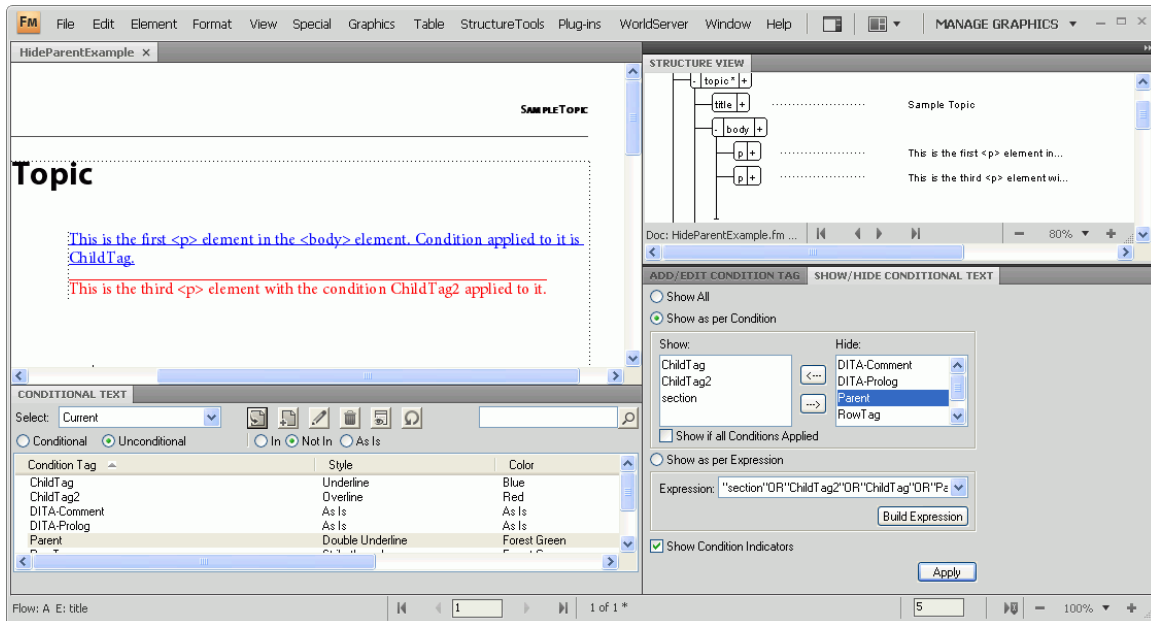 FM File Edit Element Format View Special Graphics Table StructureTools Plug-ins WorldServer Window Help MANAGE GRAPHICS
HideParentExample ×
SAMPLETOPIC
Topic
This is the first <p> element in the <body> element. Condition applied to it is
ChildTag.
This is the third <p> element with the condition ChildTag2 applied to it.
CONDITIONAL TEXT
Select: Current
Conditional Unconditional In Not In As Is
Condition Tag Style Color
ChildTag Underline Blue
ChildTag2 Overline Red
DITA-Comment As Is As Is
DITA-Prolog As Is As Is
Parent Double Underline Forest Green
STRUCTURE VIEW
- topic* +
title + Sample Topic
- body +
p + This is the first <p> element in...
p + This is the third <p> element wi...
Doc: HideParentExample.fm ... 80%
ADD/EDIT CONDITION TAG SHOW/HIDE CONDITIONAL TEXT
Show All
Show as per Condition
Show: Hide:
ChildTag DITA-Comment
ChildTag2 DITA-Prolog
section Parent
RowTag
<--- 
--->
Show if all Conditions Applied
Show as per Expression
Expression: "section"OR"ChildTag2"OR"ChildTag"OR"Pa
Build Expression
Show Condition Indicators
Apply
Flow: A E: title 1 1 of 1 * 5 100%